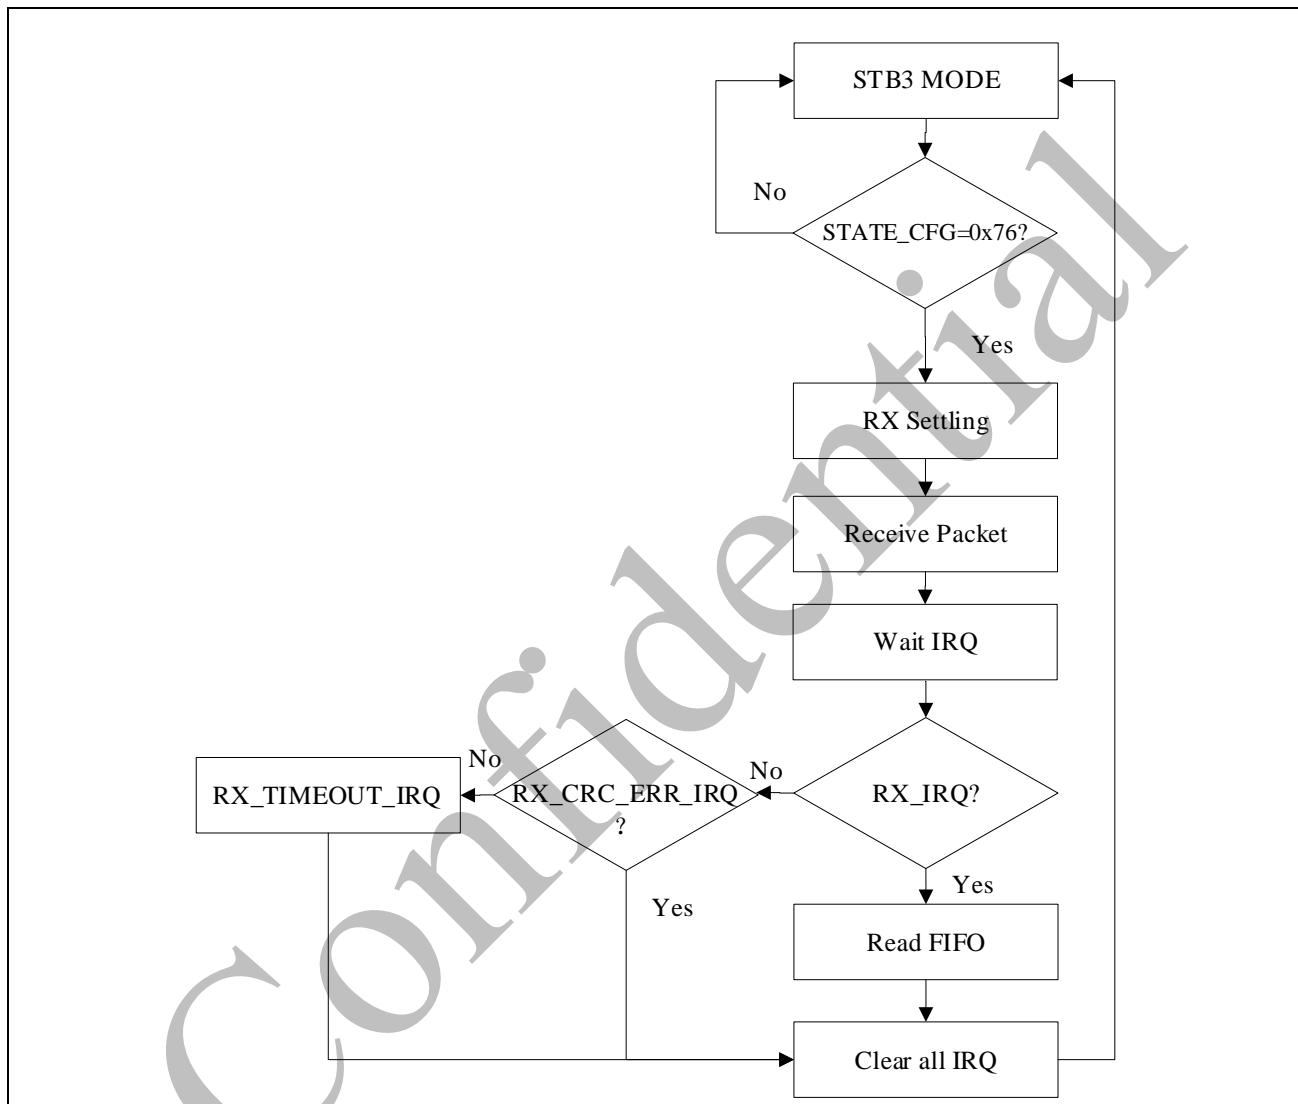 STB3 MODE
No
STATE_CFG=0x76?
Yes
RX Settling
Receive Packet
Wait IRQ
RX_IRQ?
No
RX_CRC_ERR_IRQ
?
No
RX_TIMEOUT_IRQ
Yes
Yes
Read FIFO
Clear all IRQ
Confidential